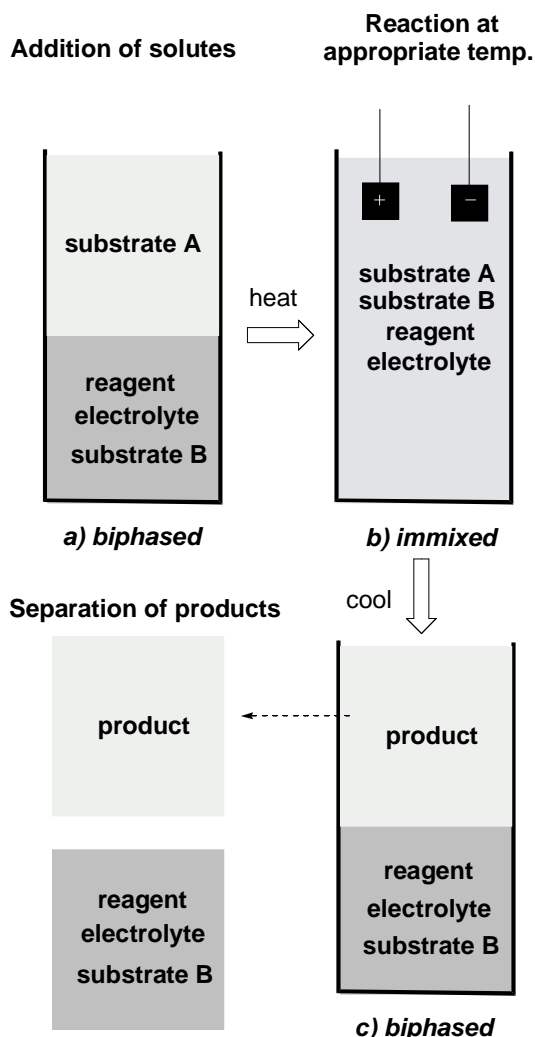 Addition of solutes
Reaction at
appropriate temp.
substrate A
reagent
electrolyte
substrate B
a) biphased
heat
+
−
substrate A
substrate B
reagent
electrolyte
b) immixed
cool
Separation of products
product
reagent
electrolyte
substrate B
product
reagent
electrolyte
substrate B
c) biphased